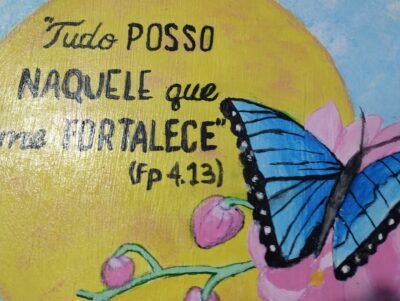 "Tudo POSSO
NAQUELE que
me FORTALECE"
(Fp 4.13)